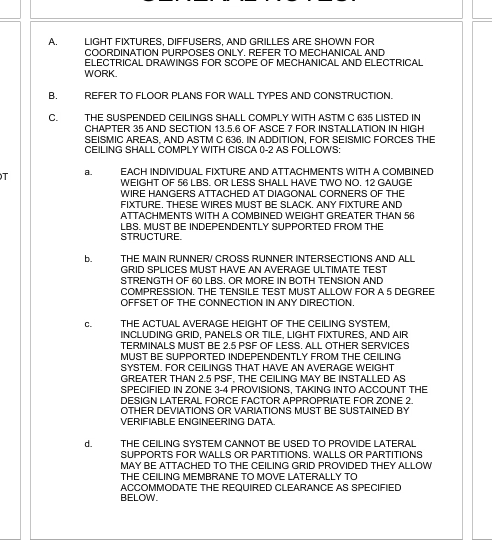 GENERAL NOTES:
A. LIGHT FIXTURES, DIFFUSERS, AND GRILLES ARE SHOWN FOR
COORDINATION PURPOSES ONLY. REFER TO MECHANICAL AND
ELECTRICAL DRAWINGS FOR SCOPE OF MECHANICAL AND ELECTRICAL
WORK.
B. REFER TO FLOOR PLANS FOR WALL TYPES AND CONSTRUCTION.
C. THE SUSPENDED CEILINGS SHALL COMPLY WITH ASTM C 635 LISTED IN
CHAPTER 35 AND SECTION 13.5.6 OF ASCE 7 FOR INSTALLATION IN HIGH
SEISMIC AREAS, AND ASTM C 636. IN ADDITION, FOR SEISMIC FORCES THE
CEILING SHALL COMPLY WITH CISCA 0-2 AS FOLLOWS:
OT
a. EACH INDIVIDUAL FIXTURE AND ATTACHMENTS WITH A COMBINED
WEIGHT OF 56 LBS. OR LESS SHALL HAVE TWO NO. 12 GAUGE
WIRE HANGERS ATTACHED AT DIAGONAL CORNERS OF THE
FIXTURE. THESE WIRES MUST BE SLACK. ANY FIXTURE AND
ATTACHMENTS WITH A COMBINED WEIGHT GREATER THAN 56
LBS. MUST BE INDEPENDENTLY SUPPORTED FROM THE
STRUCTURE.
b. THE MAIN RUNNER/ CROSS RUNNER INTERSECTIONS AND ALL
GRID SPLICES MUST HAVE AN AVERAGE ULTIMATE TEST
STRENGTH OF 60 LBS. OR MORE IN BOTH TENSION AND
COMPRESSION. THE TENSILE TEST MUST ALLOW FOR A 5 DEGREE
OFFSET OF THE CONNECTION IN ANY DIRECTION.
c. THE ACTUAL AVERAGE HEIGHT OF THE CEILING SYSTEM,
INCLUDING GRID, PANELS OR TILE, LIGHT FIXTURES, AND AIR
TERMINALS MUST BE 2.5 PSF OF LESS. ALL OTHER SERVICES
MUST BE SUPPORTED INDEPENDENTLY FROM THE CEILING
SYSTEM. FOR CEILINGS THAT HAVE AN AVERAGE WEIGHT
GREATER THAN 2.5 PSF, THE CEILING MAY BE INSTALLED AS
SPECIFIED IN ZONE 3-4 PROVISIONS, TAKING INTO ACCOUNT THE
DESIGN LATERAL FORCE FACTOR APPROPRIATE FOR ZONE 2.
OTHER DEVIATIONS OR VARIATIONS MUST BE SUSTAINED BY
VERIFIABLE ENGINEERING DATA.
d. THE CEILING SYSTEM CANNOT BE USED TO PROVIDE LATERAL
SUPPORTS FOR WALLS OR PARTITIONS. WALLS OR PARTITIONS
MAY BE ATTACHED TO THE CEILING GRID PROVIDED THEY ALLOW
THE CEILING MEMBRANE TO MOVE LATERALLY TO
ACCOMMODATE THE REQUIRED CLEARANCE AS SPECIFIED
BELOW.